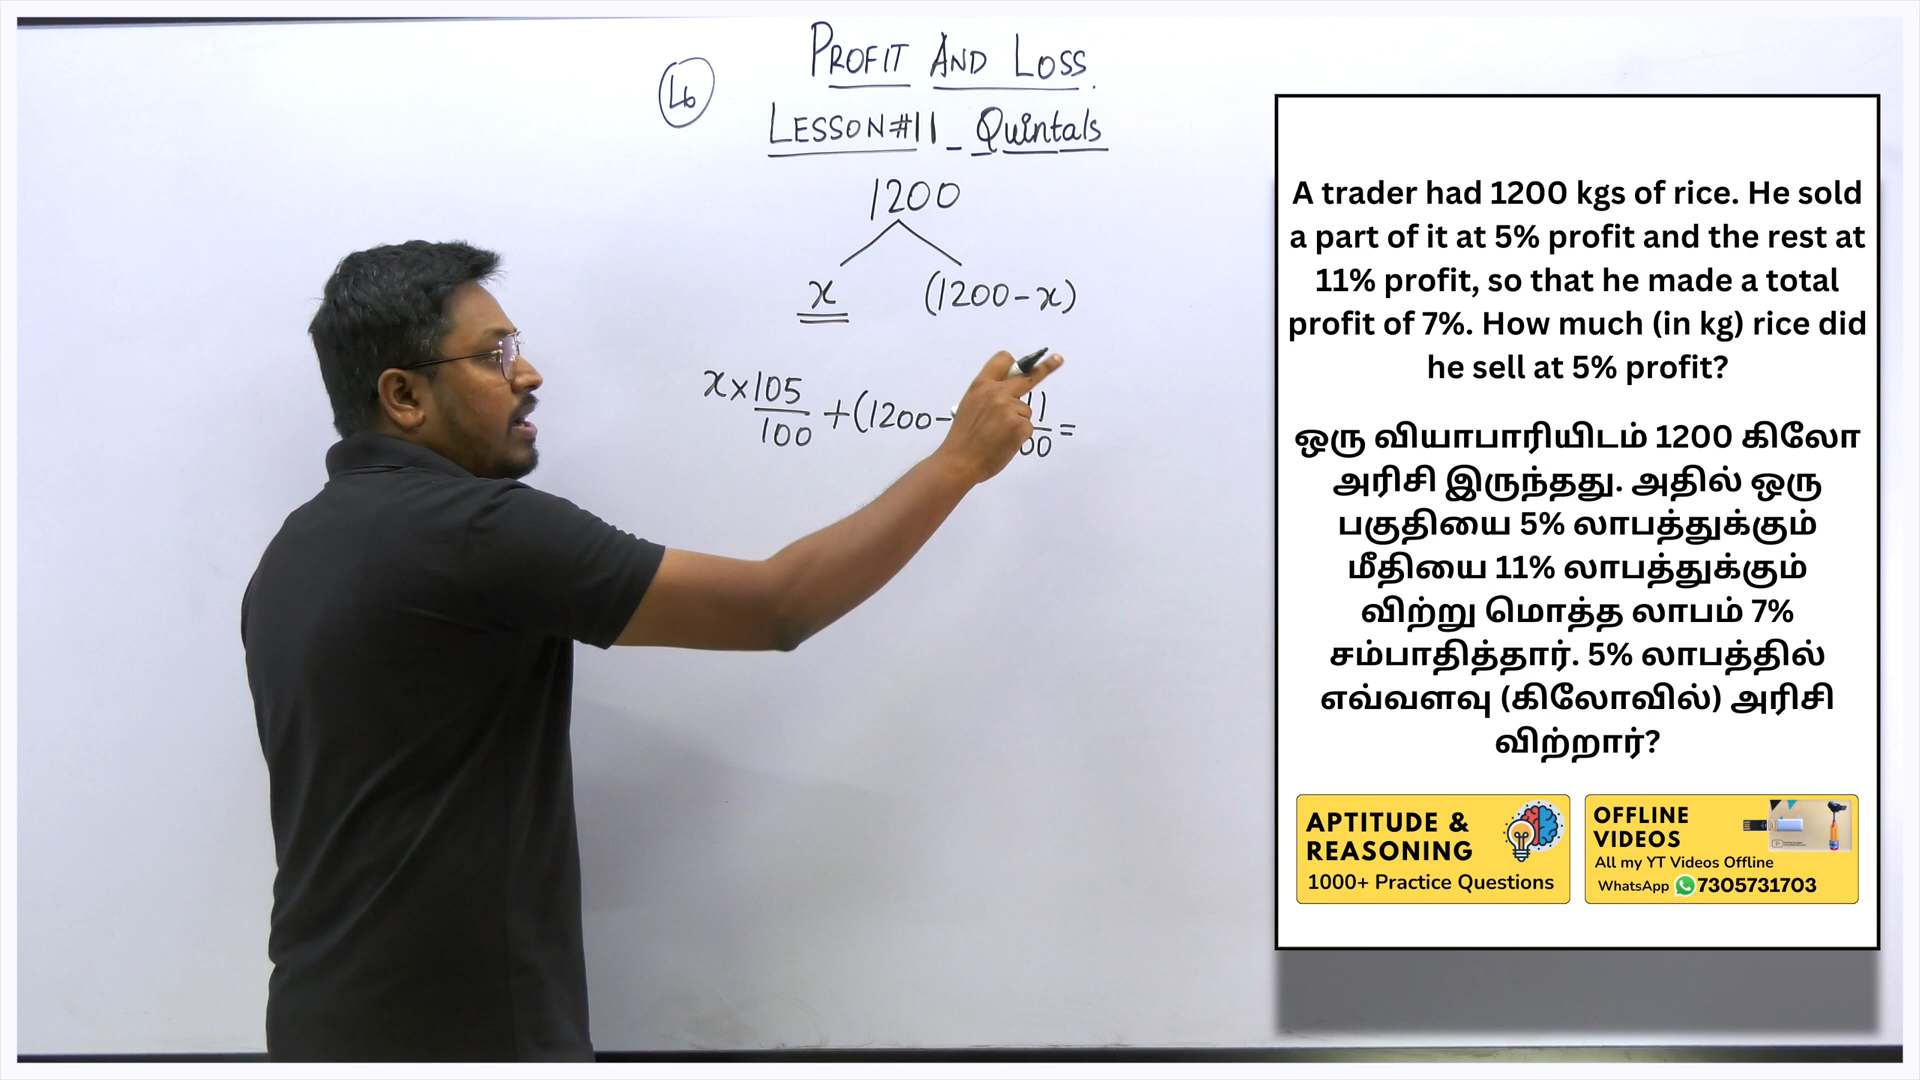 PROFIT AND LOSS.
L6
LESSON#11_Quintals
1200
x (1200-x)
x×105
100
+(1200-
11
00
=
A trader had 1200 kgs of rice. He sold
a part of it at 5% profit and the rest at
11% profit, so that he made a total
profit of 7%. How much (in kg) rice did
he sell at 5% profit?
ஒரு வியாபாரியிடம் 1200 கிலோ
அரிசி இருந்தது. அதில் ஒரு
பகுதியை 5% லாபத்துக்கும்
மீதியை 11% லாபத்துக்கும்
விற்று மொத்த லாபம் 7%
சம்பாதித்தார். 5% லாபத்தில்
எவ்வளவு (கிலோவில்) அரிசி
விற்றார்?
APTITUDE &
REASONING
1000+ Practice Questions
OFFLINE
VIDEOS
All my YT Videos Offline
WhatsApp 7305731703